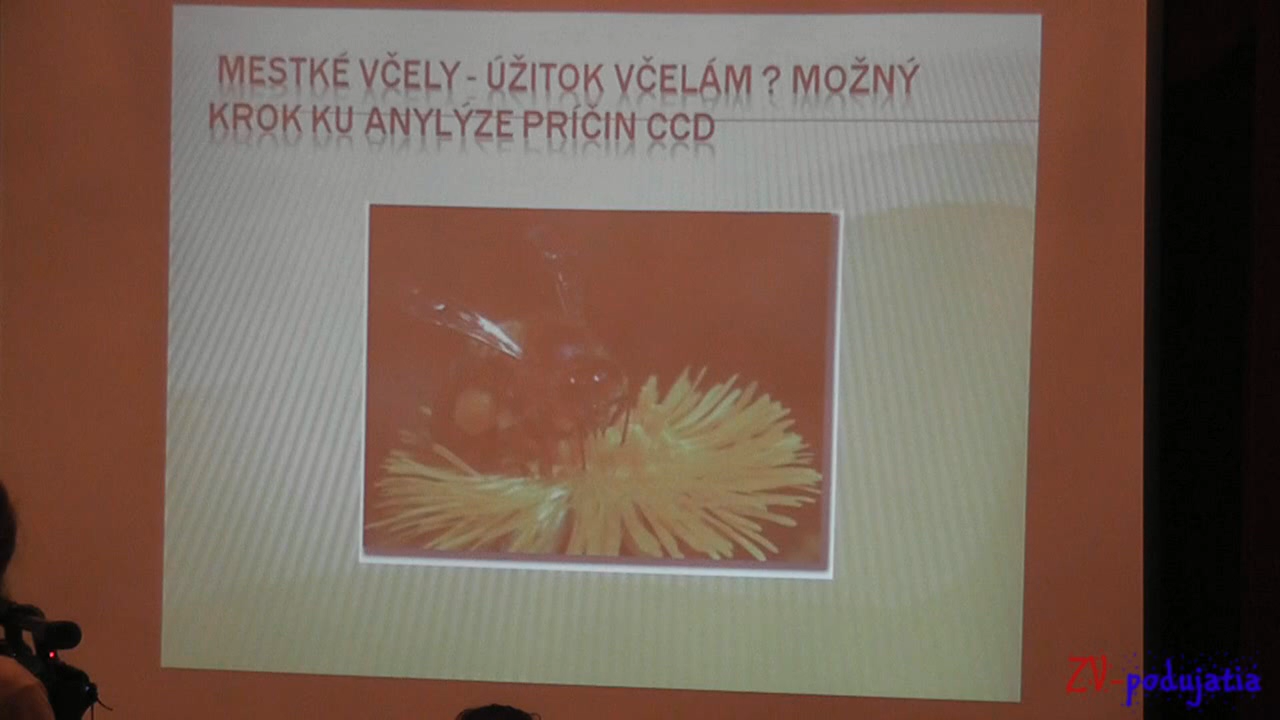 MESTKÉ VČELY - ÚŽITOK VČELÁM ? MOŽNÝ
KROK KU ANYLÝZE PRÍČIN CCD
ZV-podujatia